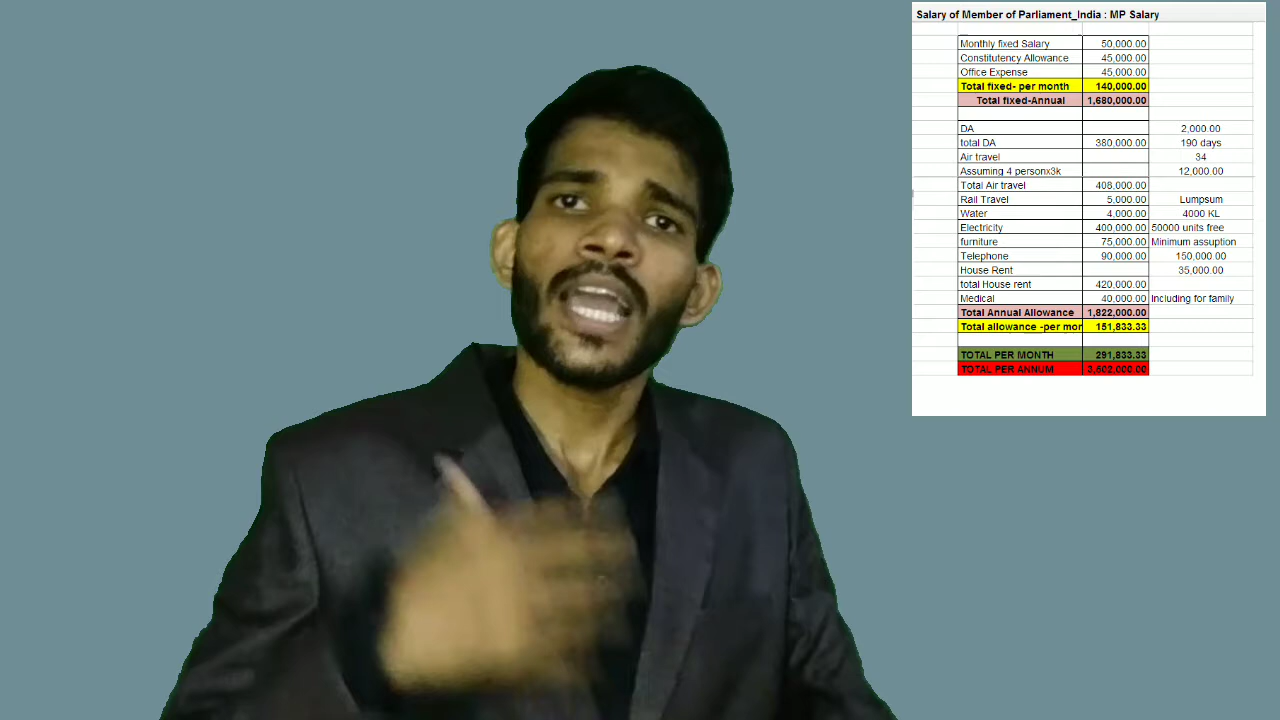 Salary of Member of Parliament_India : MP Salary
Monthly fixed Salary 50,000.00
Constitutency Allowance 45,000.00
Office Expense 45,000.00
Total fixed- per month 140,000.00
Total fixed-Annual 1,680,000.00
DA 2,000.00
total DA 380,000.00 190 days
Air travel 34
Assuming 4 personx3k 12,000.00
Total Air travel 408,000.00
Rail Travel 5,000.00 Lumpsum
Water 4,000.00 4000 KL
Electricity 400,000.00 50000 units free
furniture 75,000.00 Minimum assuption
Telephone 90,000.00 150,000.00
House Rent 35,000.00
total House rent 420,000.00
Medical 40,000.00 Including for family
Total Annual Allowance 1,822,000.00
Total allowance -per mor 151,833.33
TOTAL PER MONTH 291,833.33
TOTAL PER ANNUM 3,502,000.00